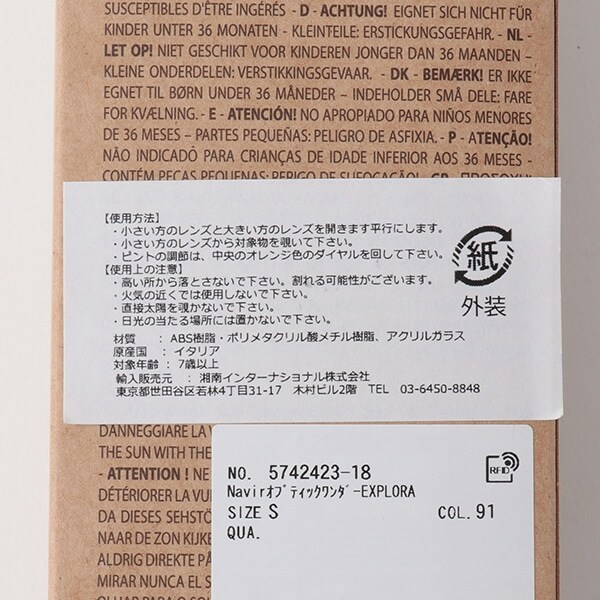 SUSCEPTIBLES D'ÊTRE INGÉRÉS - D - ACHTUNG! EIGNET SICH NICHT FÜR
KINDER UNTER 36 MONATEN – KLEINTEILE: ERSTICKUNGSGEFAHR. - NL -
LET OP! NIET GESCHIKT VOOR KINDEREN JONGER DAN 36 MAANDEN –
KLEINE ONDERDELEN: VERSTIKKINGSGEVAAR. - DK - BEMÆRK! ER IKKE
EGNET TIL BØRN UNDER 36 MÅNEDER – INDEHOLDER SMÅ DELE: FARE
FOR KVÆLNING. - E - ATENCIÓN! NO APROPIADO PARA NIÑOS MENORES
DE 36 MESES – PARTES PEQUEÑAS: PELIGRO DE ASFIXIA. - P - ATENÇÃO!
NÃO INDICADO PARA CRIANÇAS DE IDADE INFERIOR AOS 36 MESES -
CONTÉM PEÇAS PEQUENAS: PERIGO DE SUFOCAÇÃO! - GR - ΠΡΟΣΟΧΗ!
【使用方法】
・小さい方のレンズと大きい方のレンズを開きます平行にします。
・小さい方のレンズから対象物を覗いて下さい。
・ピントの調節は、中央のオレンジ色のダイヤルを回して下さい。
【使用上の注意】
・高い所から落とさないで下さい。割れる可能性がございます。
・火気の近くでは使用しないで下さい。
・直接太陽を覗かないで下さい。
・日光の当たる場所には置かないで下さい。
材質 : ABS樹脂・ポリメタクリル酸メチル樹脂、アクリルガラス
原産国 : イタリア
対象年齢 : 7歳以上
輸入販売元 : 湘南インターナショナル株式会社
東京都世田谷区若林4丁目31-17 木村ビル2階 TEL 03-6450-8848
紙
外装
DANNEGGIARE LA
THE SUN WITH THE
- ATTENTION ! NE
DÉTÉRIORER LA VU
DA DIESES SEHSTÖ
NAAR DE ZON KIJKE
ALDRIG DIREKTE PÅ
MIRAR NUNCA EL S
OLHAR PARA O SO
NO. 5742423-18
RFID
Navirオプティックワンダｰ-EXPLORA
SIZE S COL. 91
QUA.